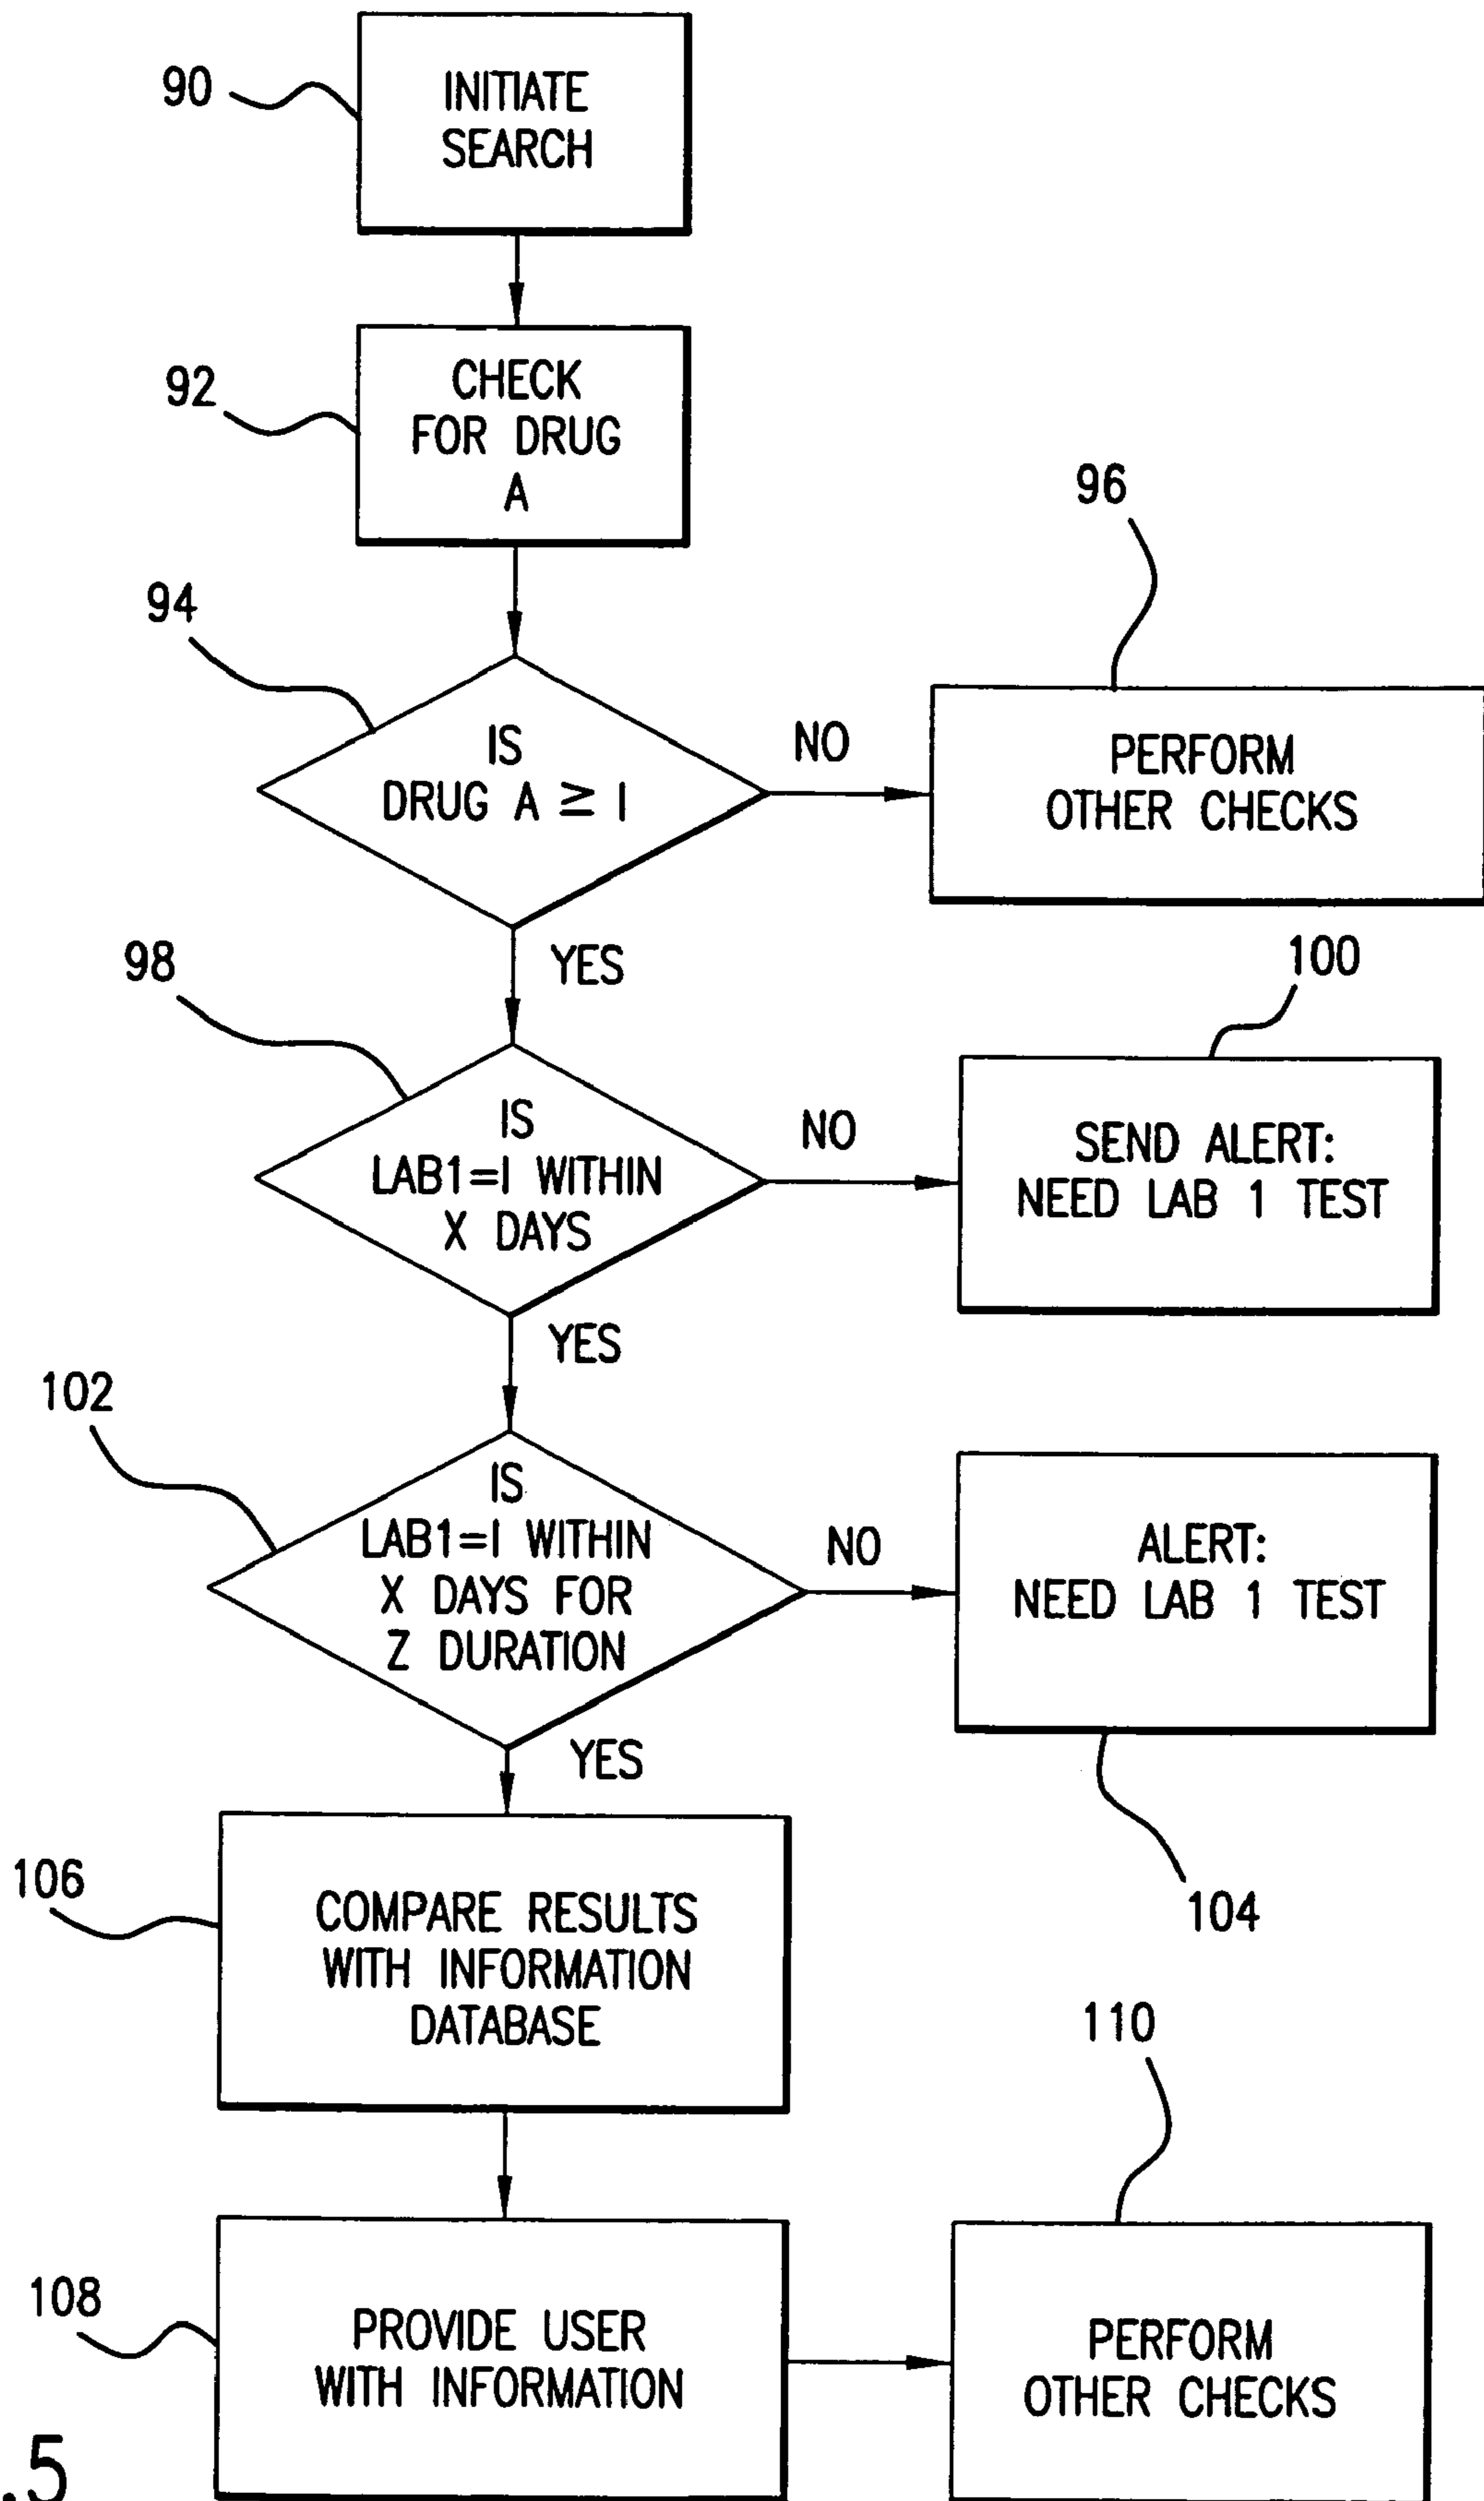 90
INITIATE
SEARCH
92
CHECK
FOR DRUG
A
94
96
IS
DRUG A ≥ I
NO
PERFORM
OTHER CHECKS
YES
98
100
IS
LAB1=I WITHIN
X DAYS
NO
SEND ALERT:
NEED LAB 1 TEST
YES
102
IS
LAB1=I WITHIN
X DAYS FOR
Z DURATION
NO
ALERT:
NEED LAB 1 TEST
YES
104
106
COMPARE RESULTS
WITH INFORMATION
DATABASE
110
108
PROVIDE USER
WITH INFORMATION
PERFORM
OTHER CHECKS
.5